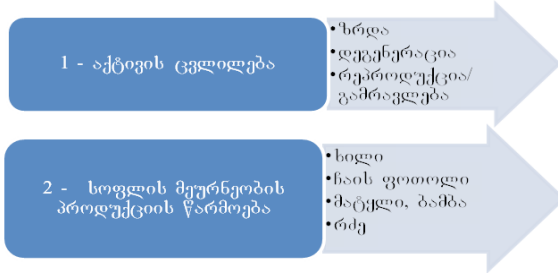 1 - აქტივის ცვლილება
•ზრდა
•დეგენერაცია
•რეპროდუქცია/
გამრავლება
2 - სოფლის მეურნეობის
პროდუქციის წარმოება
•ხილი
•ჩაის ფოთოლი
•მატყლი, ბამბა
•რძე